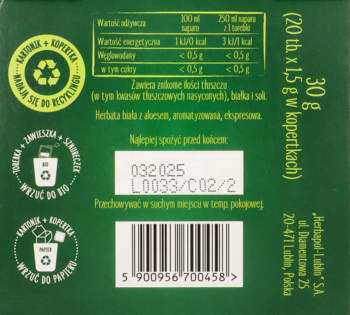 KARTONIK + KOPERTKA
NADAJĄ SIĘ DO RECYKLINGU
TOREBKA + ZAWIESZKA + SZNURECZEK
BIO
WRZUĆ DO BIO
KARTONIK + KOPERTKA
PAPIER
WRZUĆ DO PAPIERU
Wartość odżywcza
100 ml
naparu
250 ml naparu
z 1 torebki
Wartość energetyczna
1 kJ/0 kcal
3 kJ/1 kcal
Węglowodany
< 0,5 g
< 0,5 g
w tym cukry
< 0,5 g
< 0,5 g
Zawiera znikome ilości tłuszczu
(w tym kwasów tłuszczowych nasyconych), białka i soli.
Herbata biała z aloesem, aromatyzowana, ekspresowa.
Najlepiej spożyć przed końcem:
032025
L0033/C02/2
Przechowywać w suchym miejscu w temp. pokojowej.
5 900956 700458 >
30 g
(20 tb. x 1,5 g w kopertkach)
„Herbapol-Lublin" S.A.
ul. Diamentowa 25
20-471 Lublin, Polska